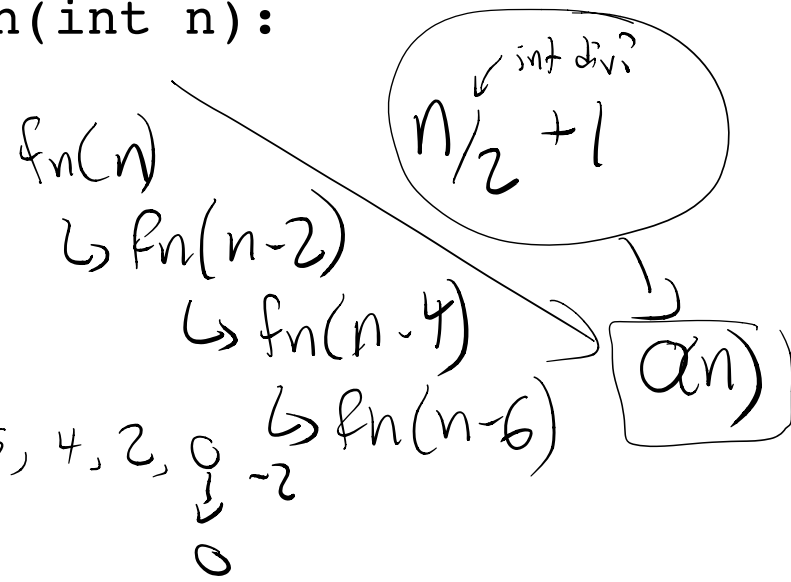 n(int n):
int div?
n/2 + 1
fn(n)
↳ fn(n-2)
↳ fn(n-4)
O(n)
↳ fn(n-6)
, 4, 2, 0
-2
0